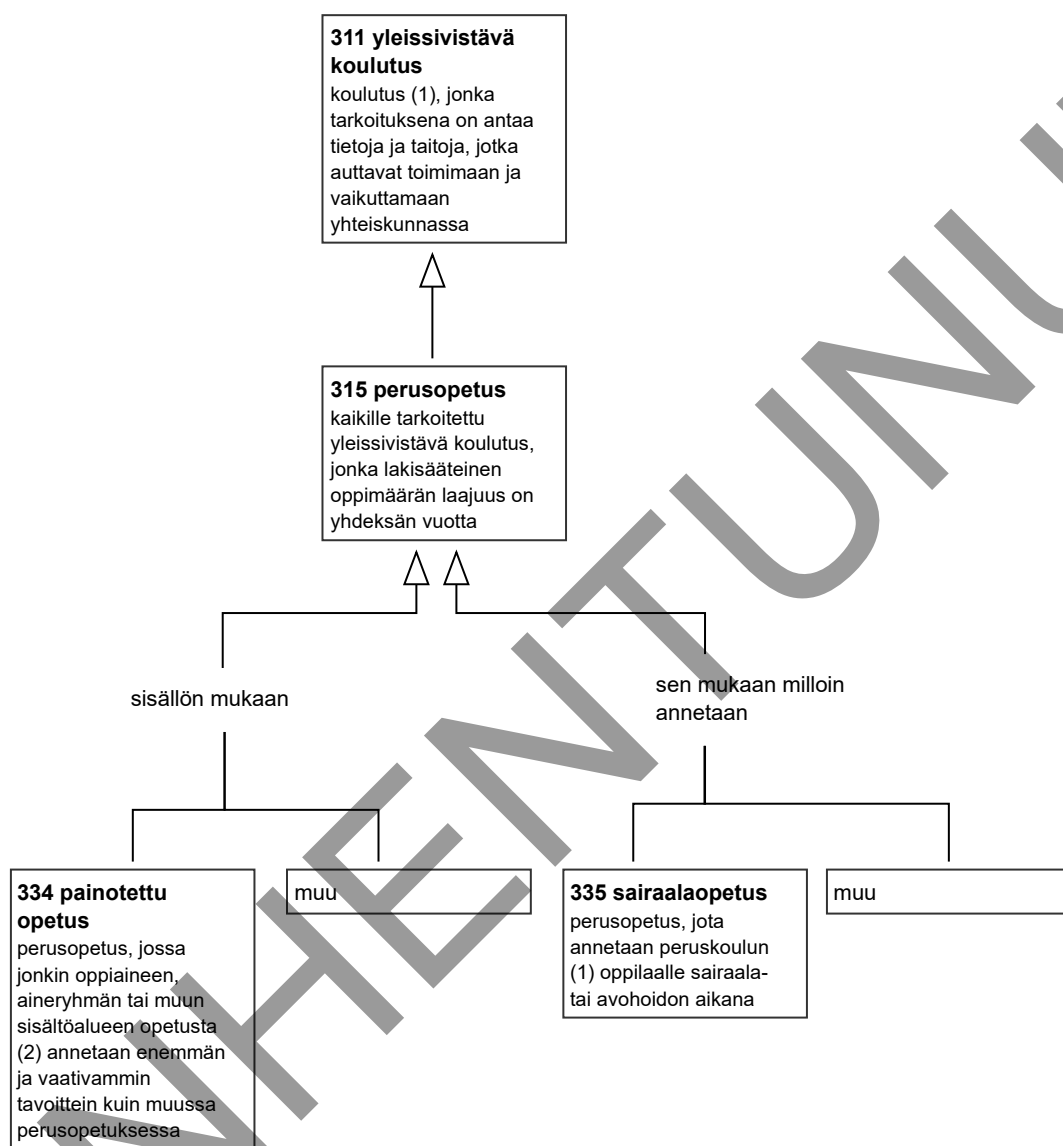 311 yleissivistävä
koulutus
koulutus (1), jonka
tarkoituksena on antaa
tietoja ja taitoja, jotka
auttavat toimimaan ja
vaikuttamaan
yhteiskunnassa
315 perusopetus
kaikille tarkoitettu
yleissivistävä koulutus,
jonka lakisääteinen
oppimäärän laajuus on
yhdeksän vuotta
sisällön mukaan
sen mukaan milloin
annetaan
334 painotettu
opetus
perusopetus, jossa
jonkin oppiaineen,
aineryhmän tai muun
sisältöalueen opetusta
(2) annetaan enemmän
ja vaativammin
tavoittein kuin muussa
perusopetuksessa
muu
335 sairaalaopetus
perusopetus, jota
annetaan peruskoulun
(1) oppilaalle sairaala-
tai avohoidon aikana
muu
NHENTUNU